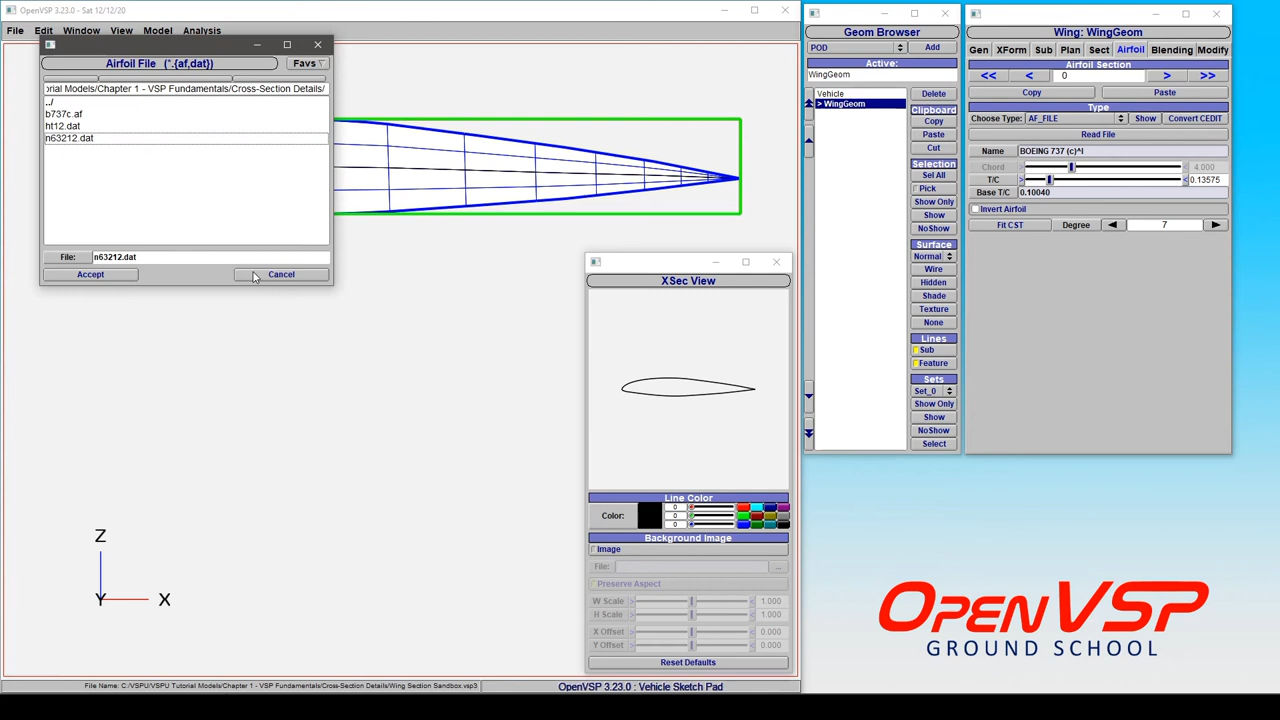 OpenVSP - Sat 12/12/20
File Edit Window View Model Analysis
Airfoil File (*.{af,dat})
Favs
orial Models/Chapter 1 - VSP Fundamentals/Cross-Section Details/
../
b737c.af
ht12.dat
n63212.dat
File: n63212.dat
Accept
Cancel
Z
Y
X
XSec View
Line Color
Color:
0
0
0
Background Image
Image
File:
...
Preserve Aspect
W Scale > < 1.000
H Scale > < 1.000
X Offset > < 0.000
Y Offset > < 0.000
Reset Defaults
File Name: C:/VSPU/VSPU Tutorial Models/Chapter 1 - VSP Fundamentals/Cross-Section Details/Wing Section Sandbox.vsp3
OpenVSP 3.23.0 : Vehicle Sketch Pad
Geom Browser
POD
Add
Active:
WingGeom
Vehicle
> WingGeom
Delete
Clipboard
Copy
Paste
Cut
Selection
Sel All
Pick
Show Only
Show
NoShow
Surface
Normal
Wire
Hidden
Shade
Texture
None
Lines
Sub
Feature
Sets
Set_0
Show Only
Show
NoShow
Select
Wing: WingGeom
Gen XForm Sub Plan Sect Airfoil Blending Modify
Airfoil Section
<< < 0 > >>
Copy
Paste
Type
Choose Type: AF_FILE Show Convert CEDIT
Read File
Name BOEING 737 (c)^I
Chord > < 4.000
T/C > < 0.13575
Base T/C 0.10040
Invert Airfoil
Fit CST Degree 7
OPENVSP
GROUND SCHOOL